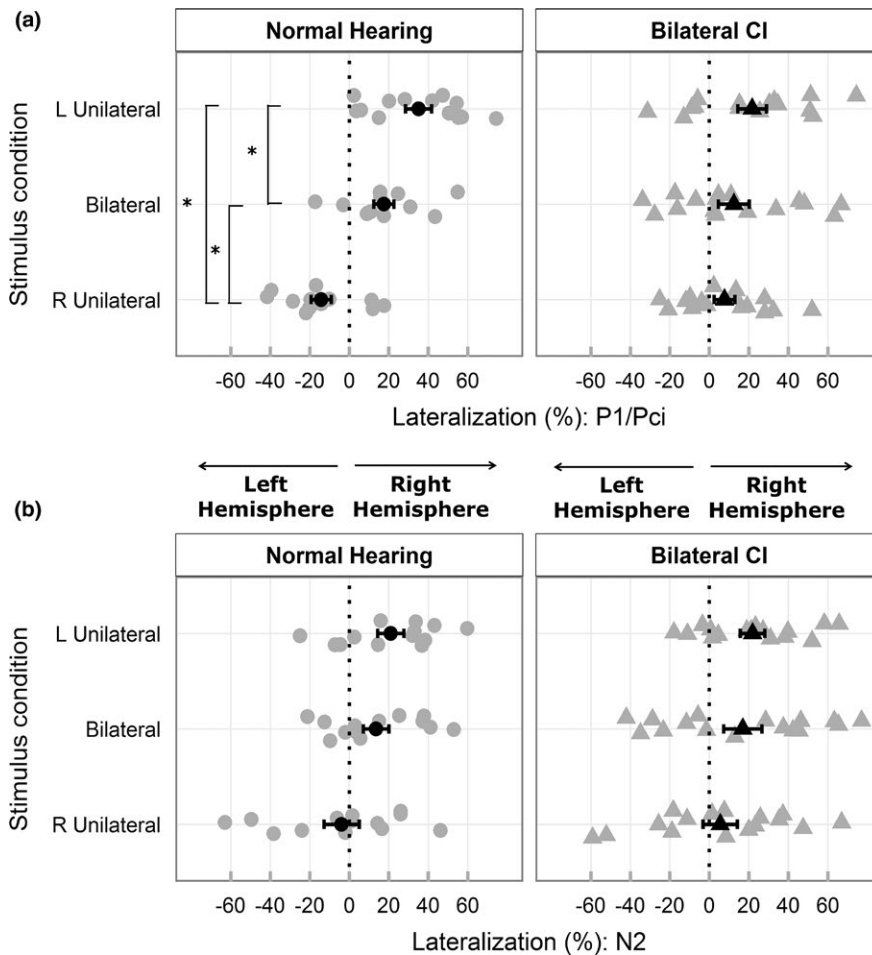 (a)
Normal Hearing
Bilateral CI
Stimulus condition
L Unilateral
Bilateral
R Unilateral
*
*
*
-60 -40 -20 0 20 40 60
-60 -40 -20 0 20 40 60
Lateralization (%): P1/Pci
Left Hemisphere
Right Hemisphere
Left Hemisphere
Right Hemisphere
(b)
Normal Hearing
Bilateral CI
Stimulus condition
L Unilateral
Bilateral
R Unilateral
-60 -40 -20 0 20 40 60
-60 -40 -20 0 20 40 60
Lateralization (%): N2